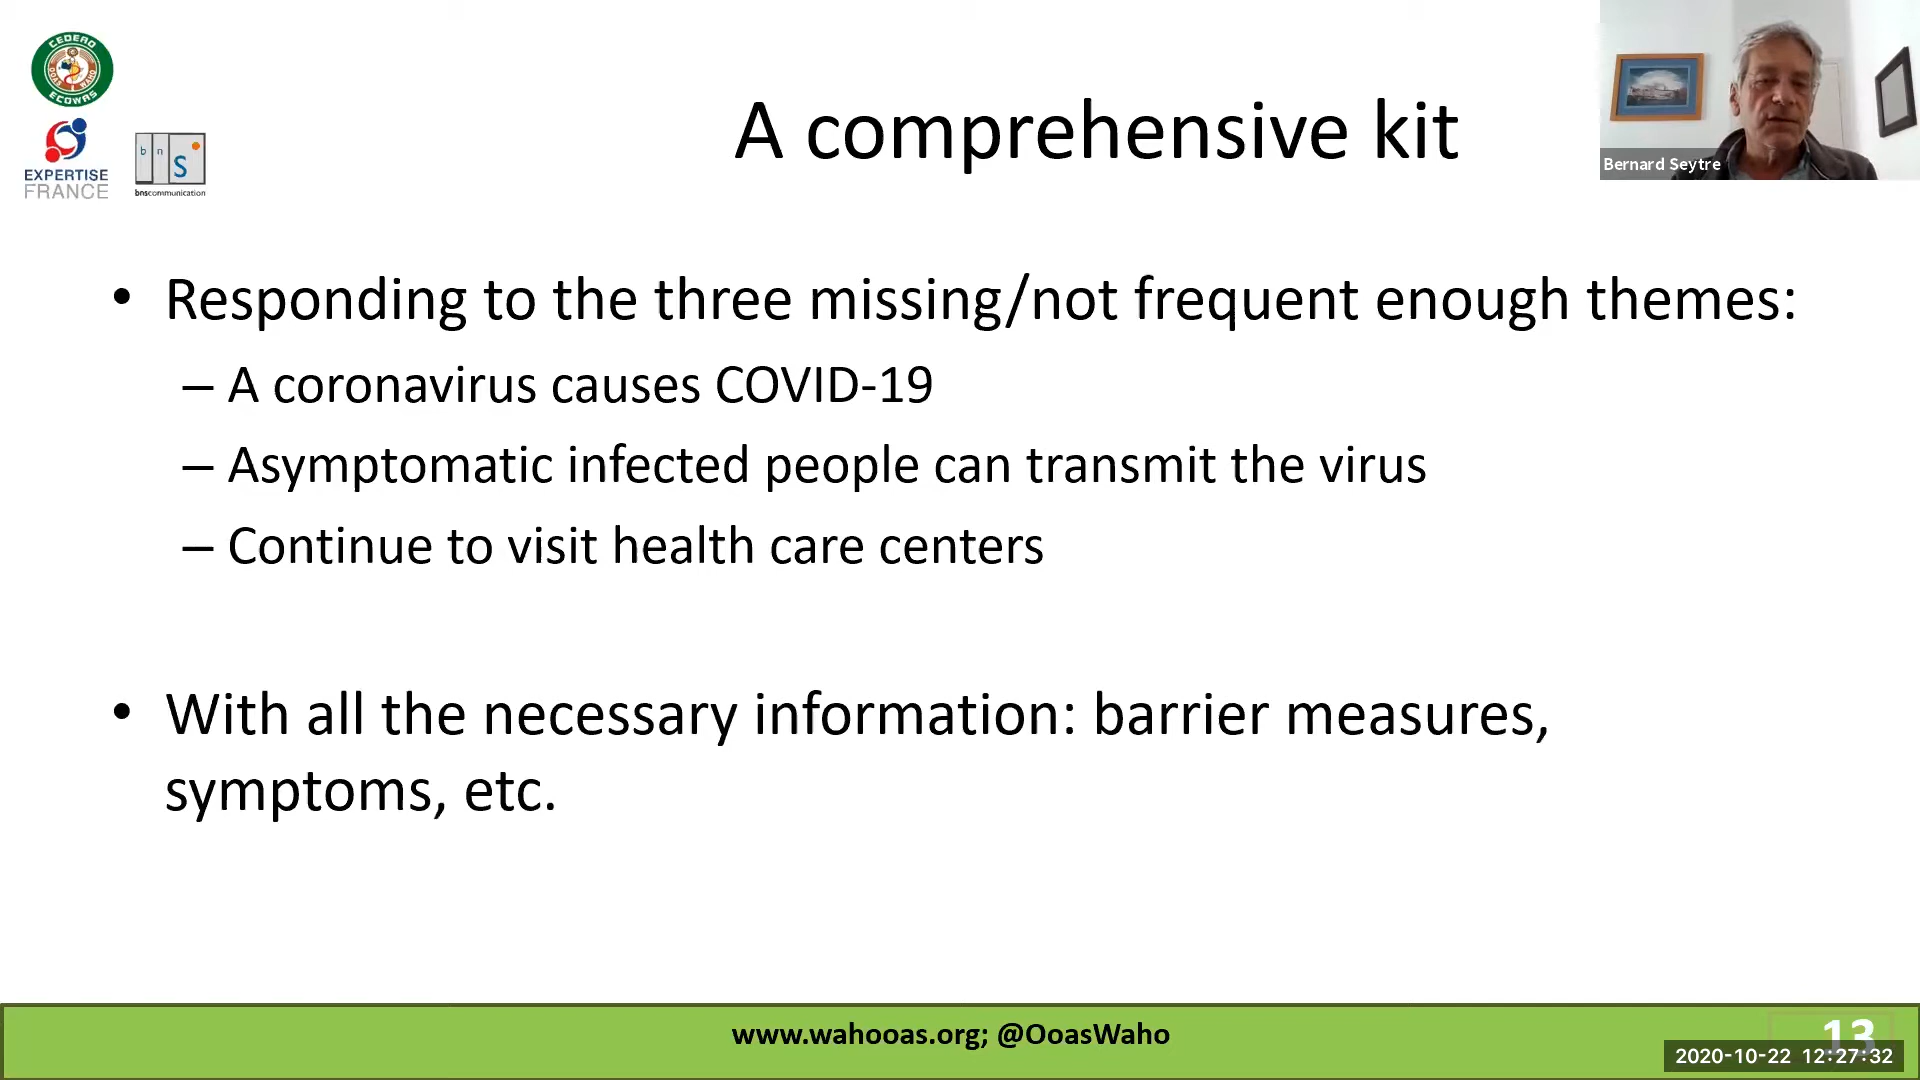 CEDEAO
OOAS WAHO
ECOWAS
EXPERTISE
FRANCE
b n S
bnscommunication
A comprehensive kit
Bernard Seytre
• Responding to the three missing/not frequent enough themes:
– A coronavirus causes COVID-19
– Asymptomatic infected people can transmit the virus
– Continue to visit health care centers
• With all the necessary information: barrier measures,
symptoms, etc.
www.wahooas.org; @OoasWaho
13
2020-10-22 12:27:32